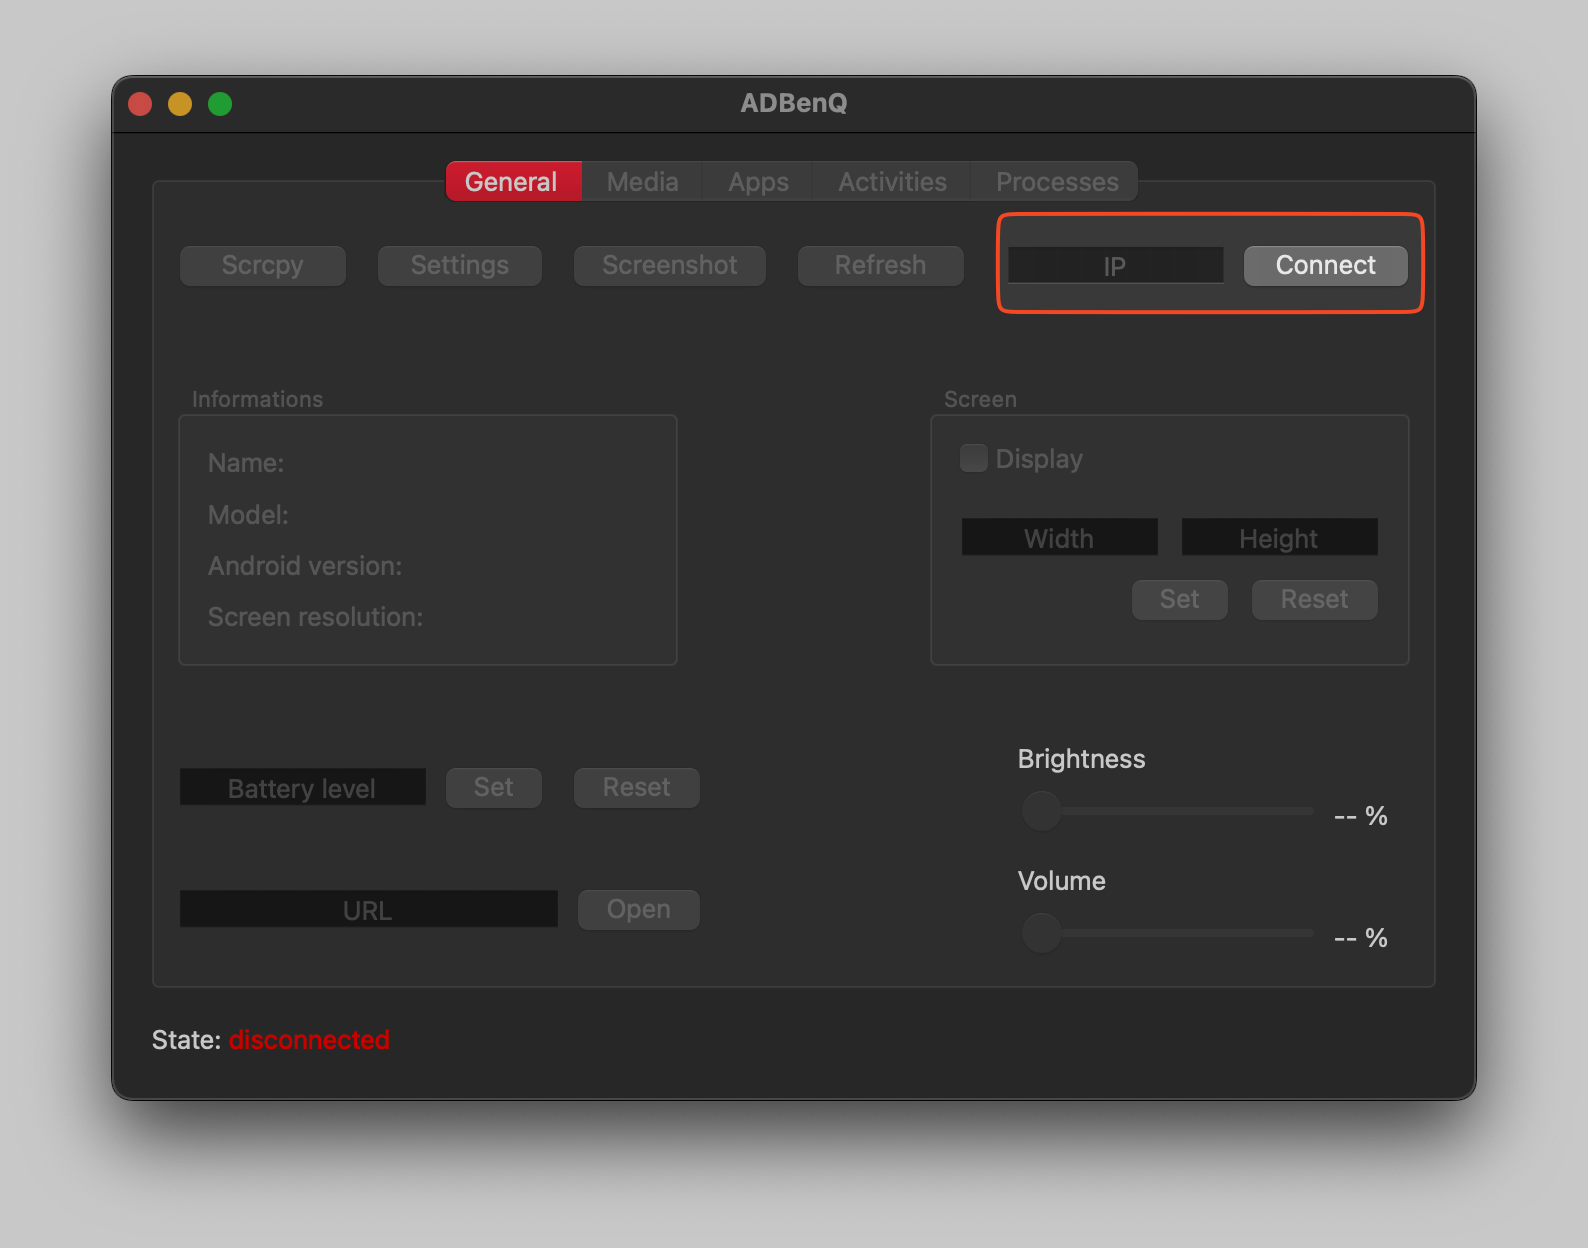 ADBenQ
General Media Apps Activities Processes
Scrcpy Settings Screenshot Refresh IP Connect
Informations
Name:
Model:
Android version:
Screen resolution:
Screen
Display
Width Height
Set Reset
Battery level Set Reset
URL Open
Brightness
-- %
Volume
-- %
State: disconnected